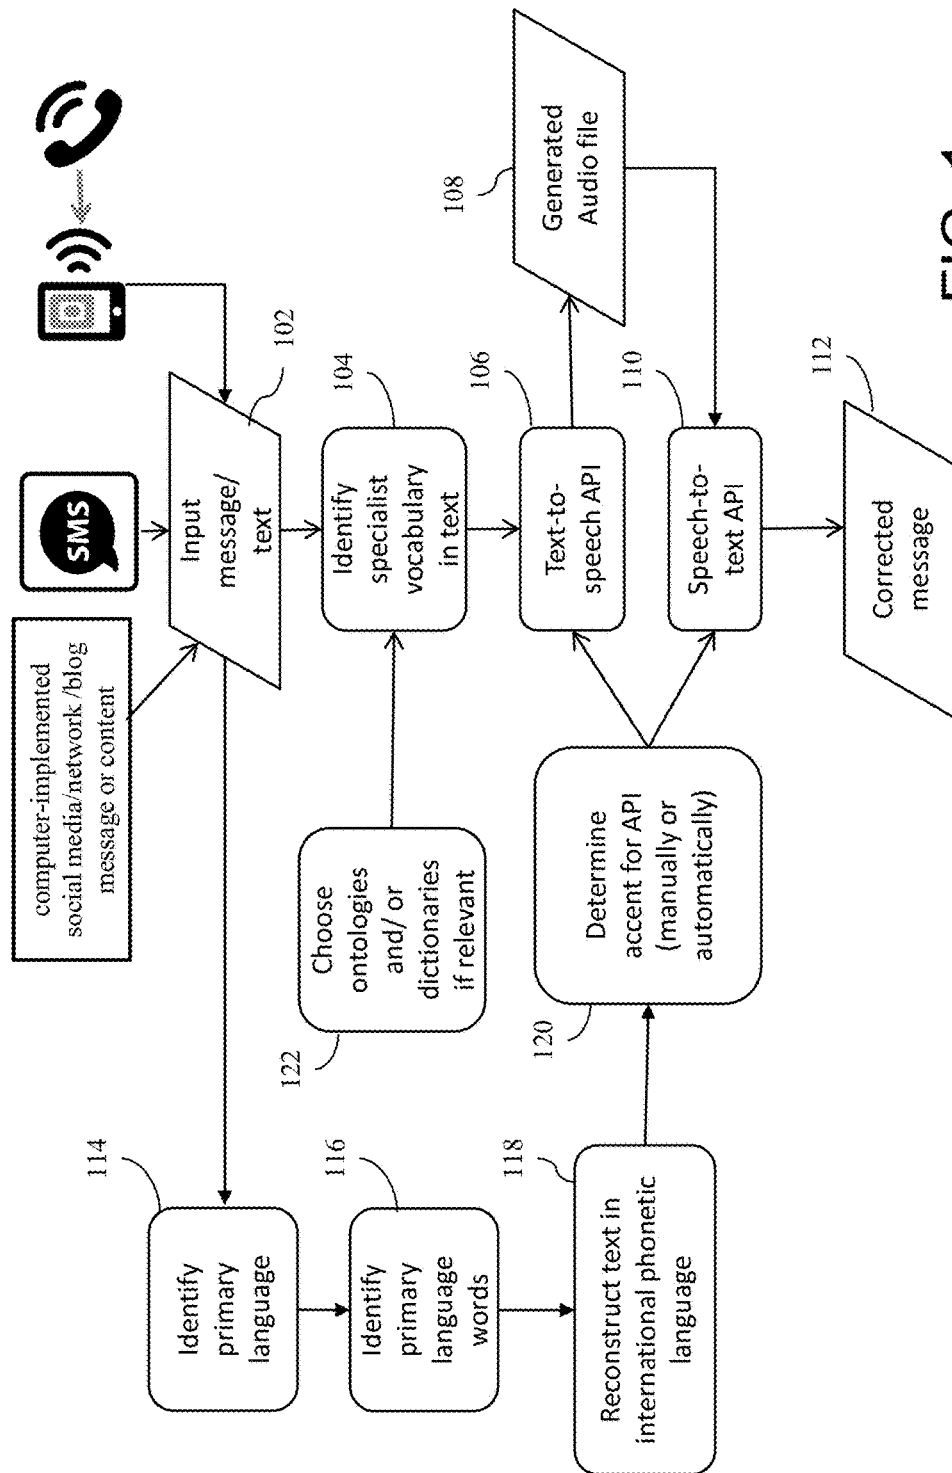 computer-implemented
social media/network/blog
message or content
SMS
114
Identify
primary
language
Input
message/
text
102
116
Identify
primary
language
words
122
Choose
ontologies
and/ or
dictionaries
if relevant
104
Identify
specialist
vocabulary
in text
118
Reconstruct text in
international phonetic
language
120
Determine
accent for API
(manually or
automatically)
106
Text-to-
speech API
108
Generated
Audio file
110
Speech-to-
text API
112
Corrected
message